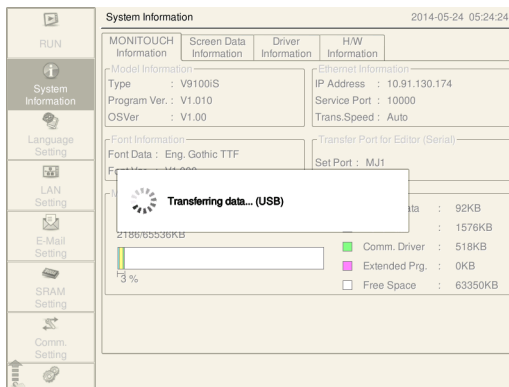 System Information 2014-05-24 05:24:24
RUN
System Information
Language Setting
LAN Setting
E-Mail Setting
SRAM Setting
Comm. Setting
MONITOUCH Information
Screen Data Information
Driver Information
H/W Information
Model Information
Type : V9100iS
Program Ver. : V1.010
OSVer : V1.00
Ethernet Information
IP Address : 10.91.130.174
Service Port : 10000
Trans.Speed : Auto
Font Information
Font Data : Eng. Gothic TTF
Transfer Port for Editor (Serial)
Set Port : MJ1
Transferring data... (USB)
2186/65536KB
3 %
: 92KB
: 1576KB
Comm. Driver : 518KB
Extended Prg. : 0KB
Free Space : 63350KB